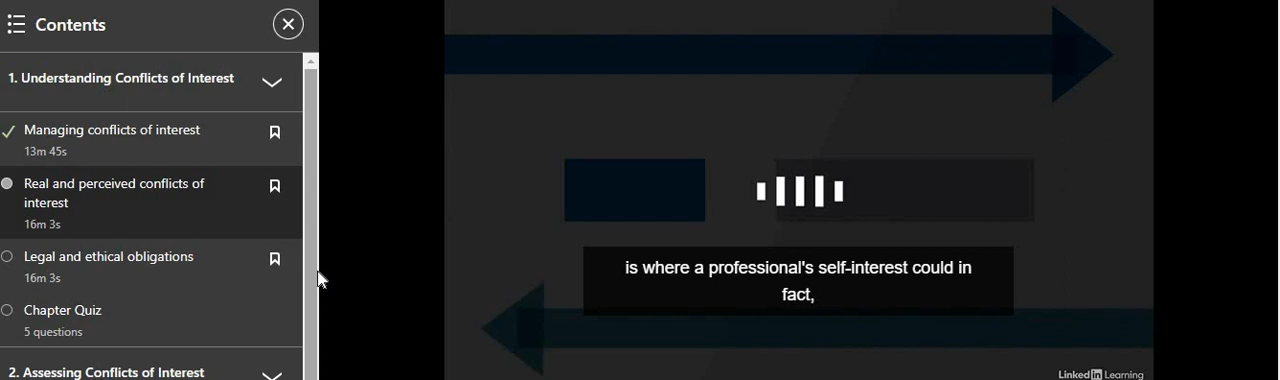 Contents
1. Understanding Conflicts of Interest
Managing conflicts of interest
13m 45s
Real and perceived conflicts of
interest
16m 3s
Legal and ethical obligations
16m 3s
Chapter Quiz
5 questions
2. Assessing Conflicts of Interest
is where a professional's self-interest could in
fact,
Linked in Learning